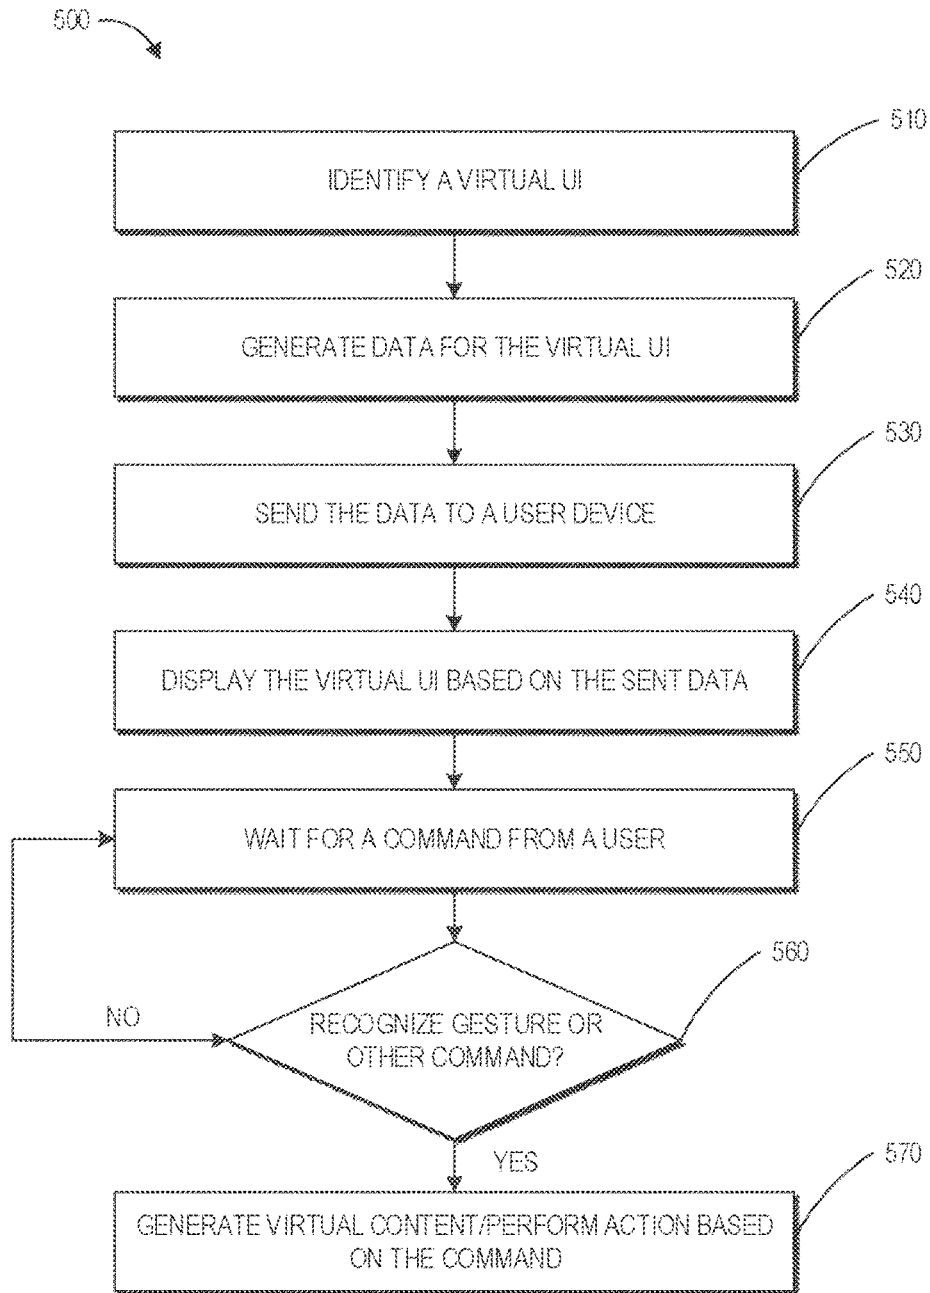 500
510
IDENTIFY A VIRTUAL UI
520
GENERATE DATA FOR THE VIRTUAL UI
530
SEND THE DATA TO A USER DEVICE
540
DISPLAY THE VIRTUAL UI BASED ON THE SENT DATA
550
WAIT FOR A COMMAND FROM A USER
560
NO
RECOGNIZE GESTURE OR
OTHER COMMAND?
YES
570
GENERATE VIRTUAL CONTENT/PERFORM ACTION BASED
ON THE COMMAND